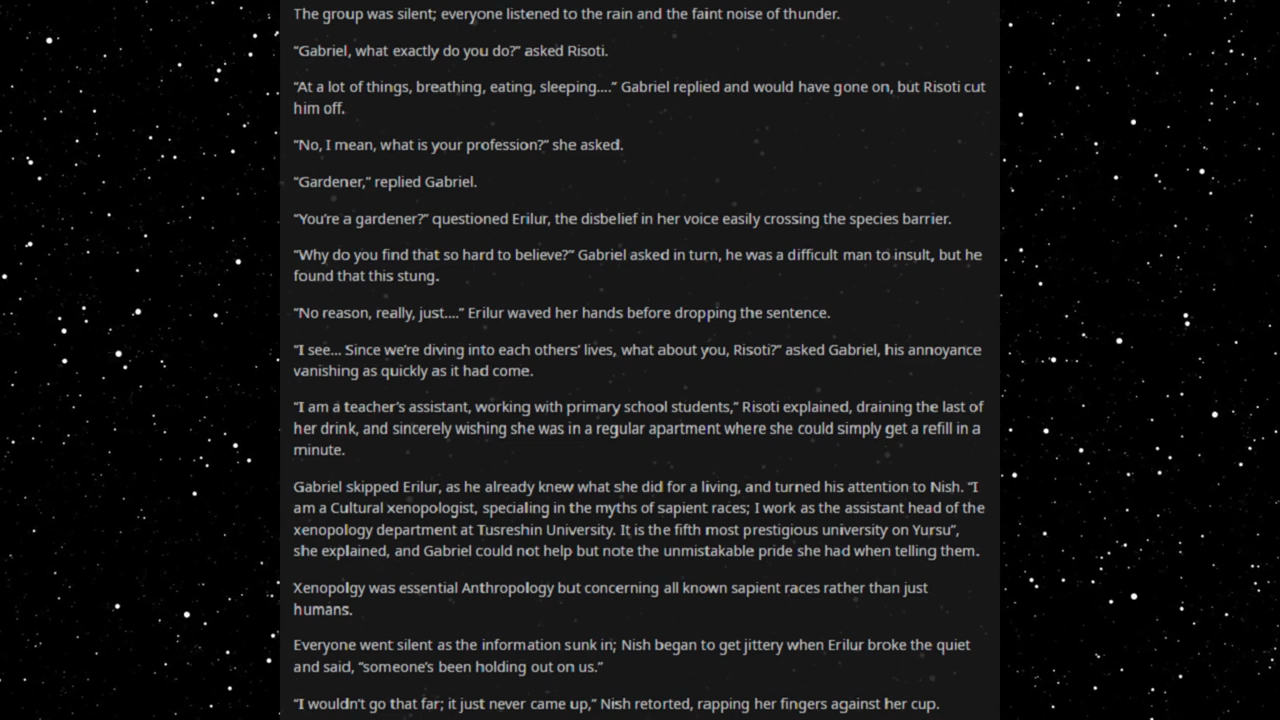 The group was silent; everyone listened to the rain and the faint noise of thunder.
“Gabriel, what exactly do you do?” asked Risoti.
“At a lot of things, breathing, eating, sleeping....” Gabriel replied and would have gone on, but Risoti cut
him off.
“No, I mean, what is your profession?” she asked.
“Gardener,” replied Gabriel.
“You’re a gardener?” questioned Erilur, the disbelief in her voice easily crossing the species barrier.
“Why do you find that so hard to believe?” Gabriel asked in turn, he was a difficult man to insult, but he
found that this stung.
“No reason, really, just....” Erilur waved her hands before dropping the sentence.
“I see... Since we’re diving into each others’ lives, what about you, Risoti?” asked Gabriel, his annoyance
vanishing as quickly as it had come.
“I am a teacher’s assistant, working with primary school students,” Risoti explained, draining the last of
her drink, and sincerely wishing she was in a regular apartment where she could simply get a refill in a
minute.
Gabriel skipped Erilur, as he already knew what she did for a living, and turned his attention to Nish. “I
am a Cultural xenopologist, specialing in the myths of sapient races; I work as the assistant head of the
xenopology department at Tusreshin University. It is the fifth most prestigious university on Yursu”,
she explained, and Gabriel could not help but note the unmistakable pride she had when telling them.
Xenopolgy was essential Anthropology but concerning all known sapient races rather than just
humans.
Everyone went silent as the information sunk in; Nish began to get jittery when Erilur broke the quiet
and said, “someone’s been holding out on us.”
“I wouldn’t go that far; it just never came up,” Nish retorted, rapping her fingers against her cup.